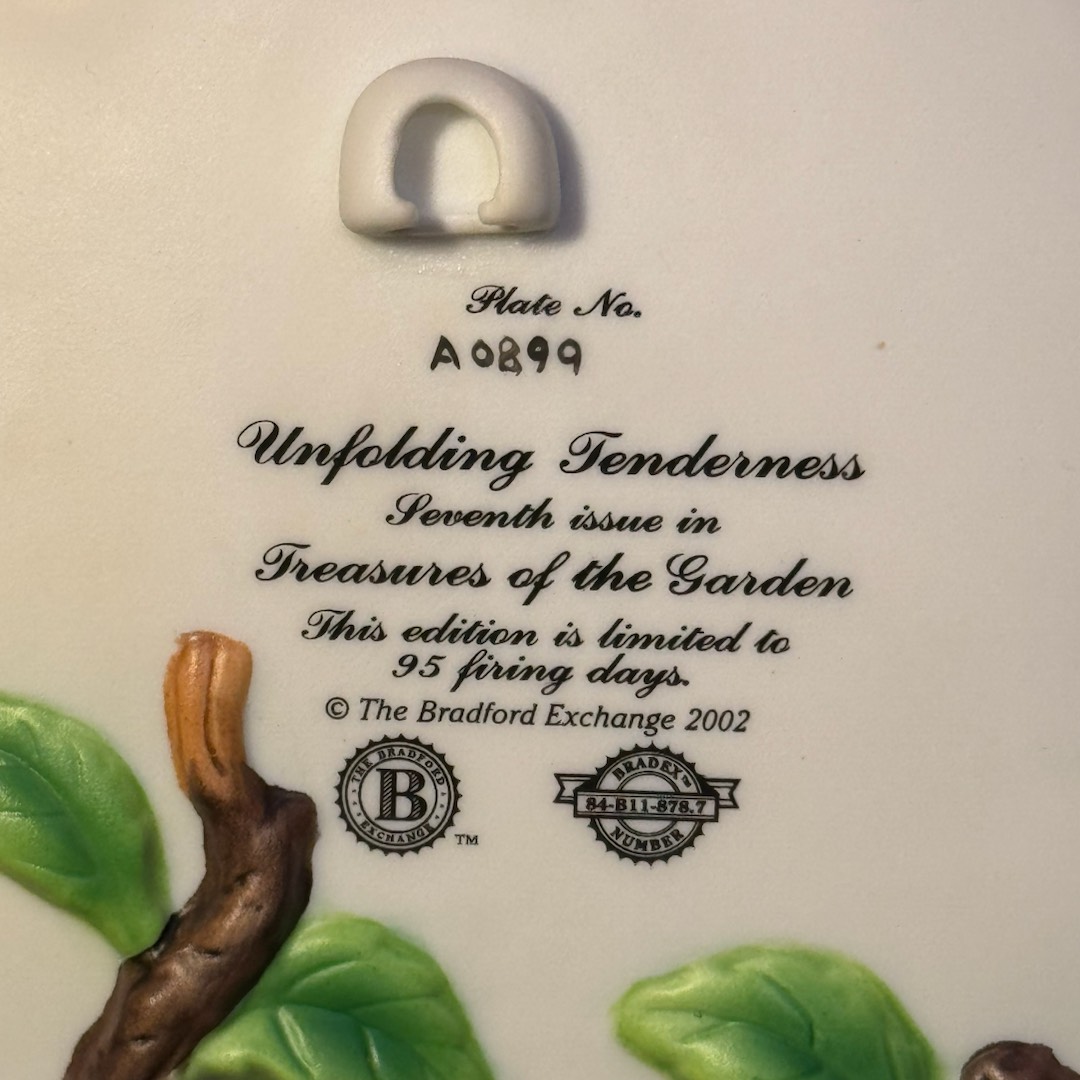 Plate No.
A0899
Unfolding Tenderness
Seventh issue in
Treasures of the Garden
This edition is limited to
95 firing days.
© The Bradford Exchange 2002
THE BRADFORD
B
EXCHANGE
TM
BRADEX™
84-B11-878.7
NUMBER